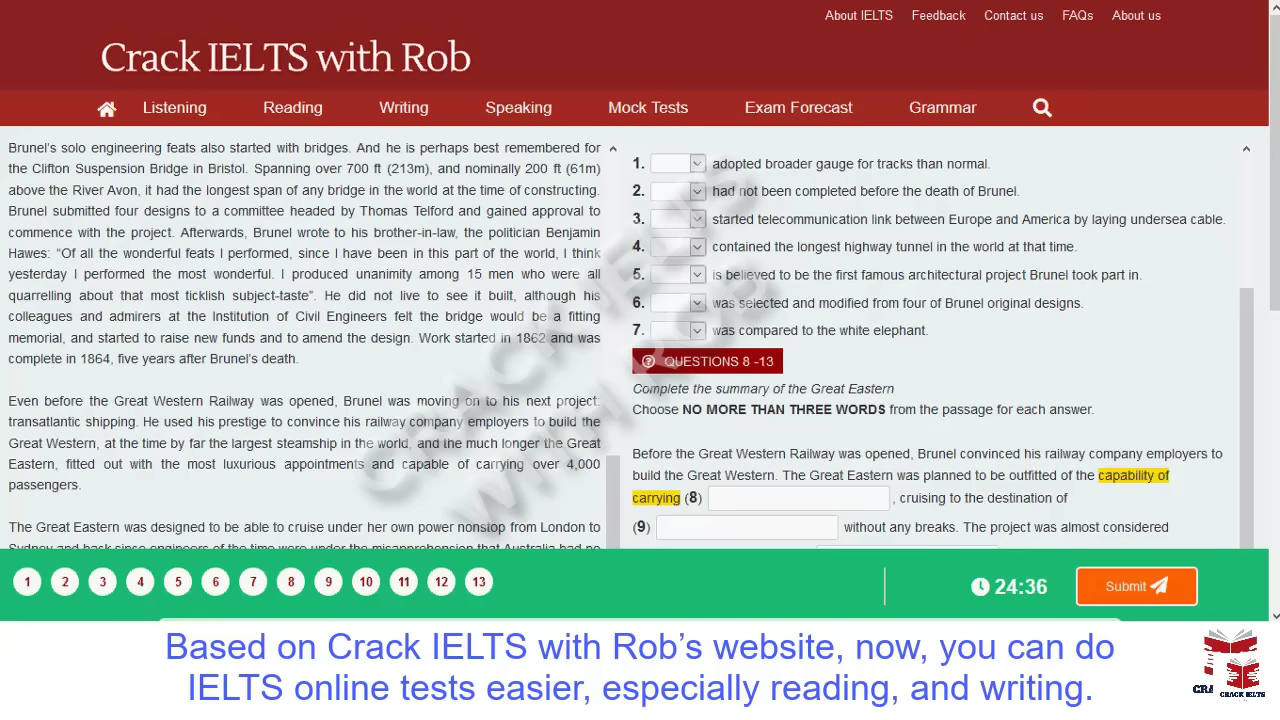 About IELTS Feedback Contact us FAQs About us
Crack IELTS with Rob
Listening Reading Writing Speaking Mock Tests Exam Forecast Grammar
Brunel's solo engineering feats also started with bridges. And he is perhaps best remembered for
the Clifton Suspension Bridge in Bristol. Spanning over 700 ft (213m), and nominally 200 ft (61m)
above the River Avon, it had the longest span of any bridge in the world at the time of constructing.
Brunel submitted four designs to a committee headed by Thomas Telford and gained approval to
commence with the project. Afterwards, Brunel wrote to his brother-in-law, the politician Benjamin
Hawes: “Of all the wonderful feats I performed, since I have been in this part of the world, I think
yesterday I performed the most wonderful. I produced unanimity among 15 men who were all
quarrelling about that most ticklish subject-taste”. He did not live to see it built, although his
colleagues and admirers at the Institution of Civil Engineers felt the bridge would be a fitting
memorial, and started to raise new funds and to amend the design. Work started in 1862 and was
complete in 1864, five years after Brunel's death.
Even before the Great Western Railway was opened, Brunel was moving on to his next project:
transatlantic shipping. He used his prestige to convince his railway company employers to build the
Great Western, at the time by far the largest steamship in the world, and the much longer the Great
Eastern, fitted out with the most luxurious appointments and capable of carrying over 4,000
passengers.
The Great Eastern was designed to be able to cruise under her own power nonstop from London to
Sydney and back since engineers of the time were under the misapprehension that Australia had no
1. adopted broader gauge for tracks than normal.
2. had not been completed before the death of Brunel.
3. started telecommunication link between Europe and America by laying undersea cable.
4. contained the longest highway tunnel in the world at that time.
5. is believed to be the first famous architectural project Brunel took part in.
6. was selected and modified from four of Brunel original designs.
7. was compared to the white elephant.
QUESTIONS 8 -13
Complete the summary of the Great Eastern
Choose NO MORE THAN THREE WORDS from the passage for each answer.
Before the Great Western Railway was opened, Brunel convinced his railway company employers to
build the Great Western. The Great Eastern was planned to be outfitted of the capability of
carrying (8) , cruising to the destination of
(9) without any breaks. The project was almost considered
CRACK IELTS
WITH ROB
1 2 3 4 5 6 7 8 9 10 11 12 13
24:36
Submit
Based on Crack IELTS with Rob’s website, now, you can do
IELTS online tests easier, especially reading, and writing.
CRACK IELTS